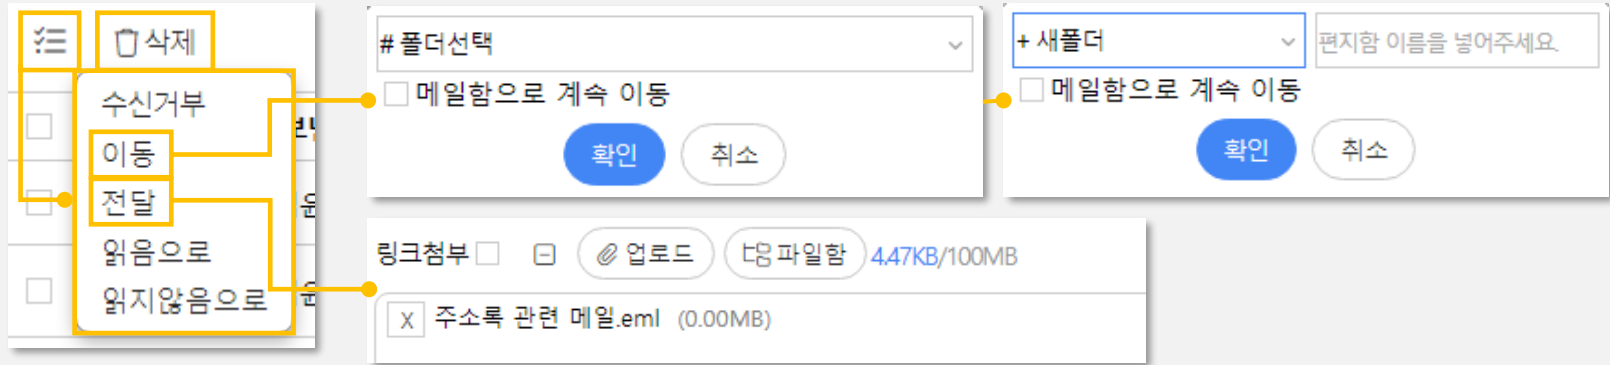 삭제
수신거부
이동
전달
읽음으로
읽지않음으로
# 폴더선택
메일함으로 계속 이동
확인 취소
+ 새폴더 편지함 이름을 넣어주세요.
메일함으로 계속 이동
확인 취소
링크첨부 업로드 파일함 4.47KB/100MB
X 주소록 관련 메일.eml (0.00MB)